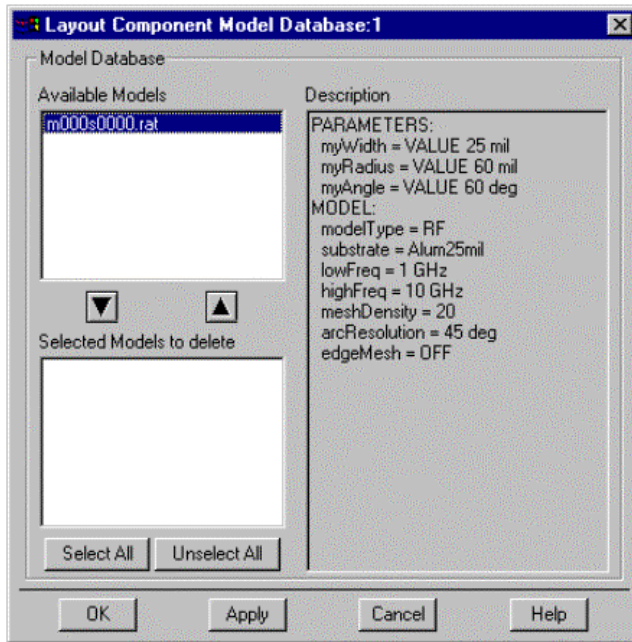 Layout Component Model Database:1
Model Database
Available Models
m000s0000.rat
Selected Models to delete
Select All
Unselect All
Description
PARAMETERS:
myWidth = VALUE 25 mil
myRadius = VALUE 60 mil
myAngle = VALUE 60 deg
MODEL:
modelType = RF
substrate = Alum25mil
lowFreq = 1 GHz
highFreq = 10 GHz
meshDensity = 20
arcResolution = 45 deg
edgeMesh = OFF
OK
Apply
Cancel
Help